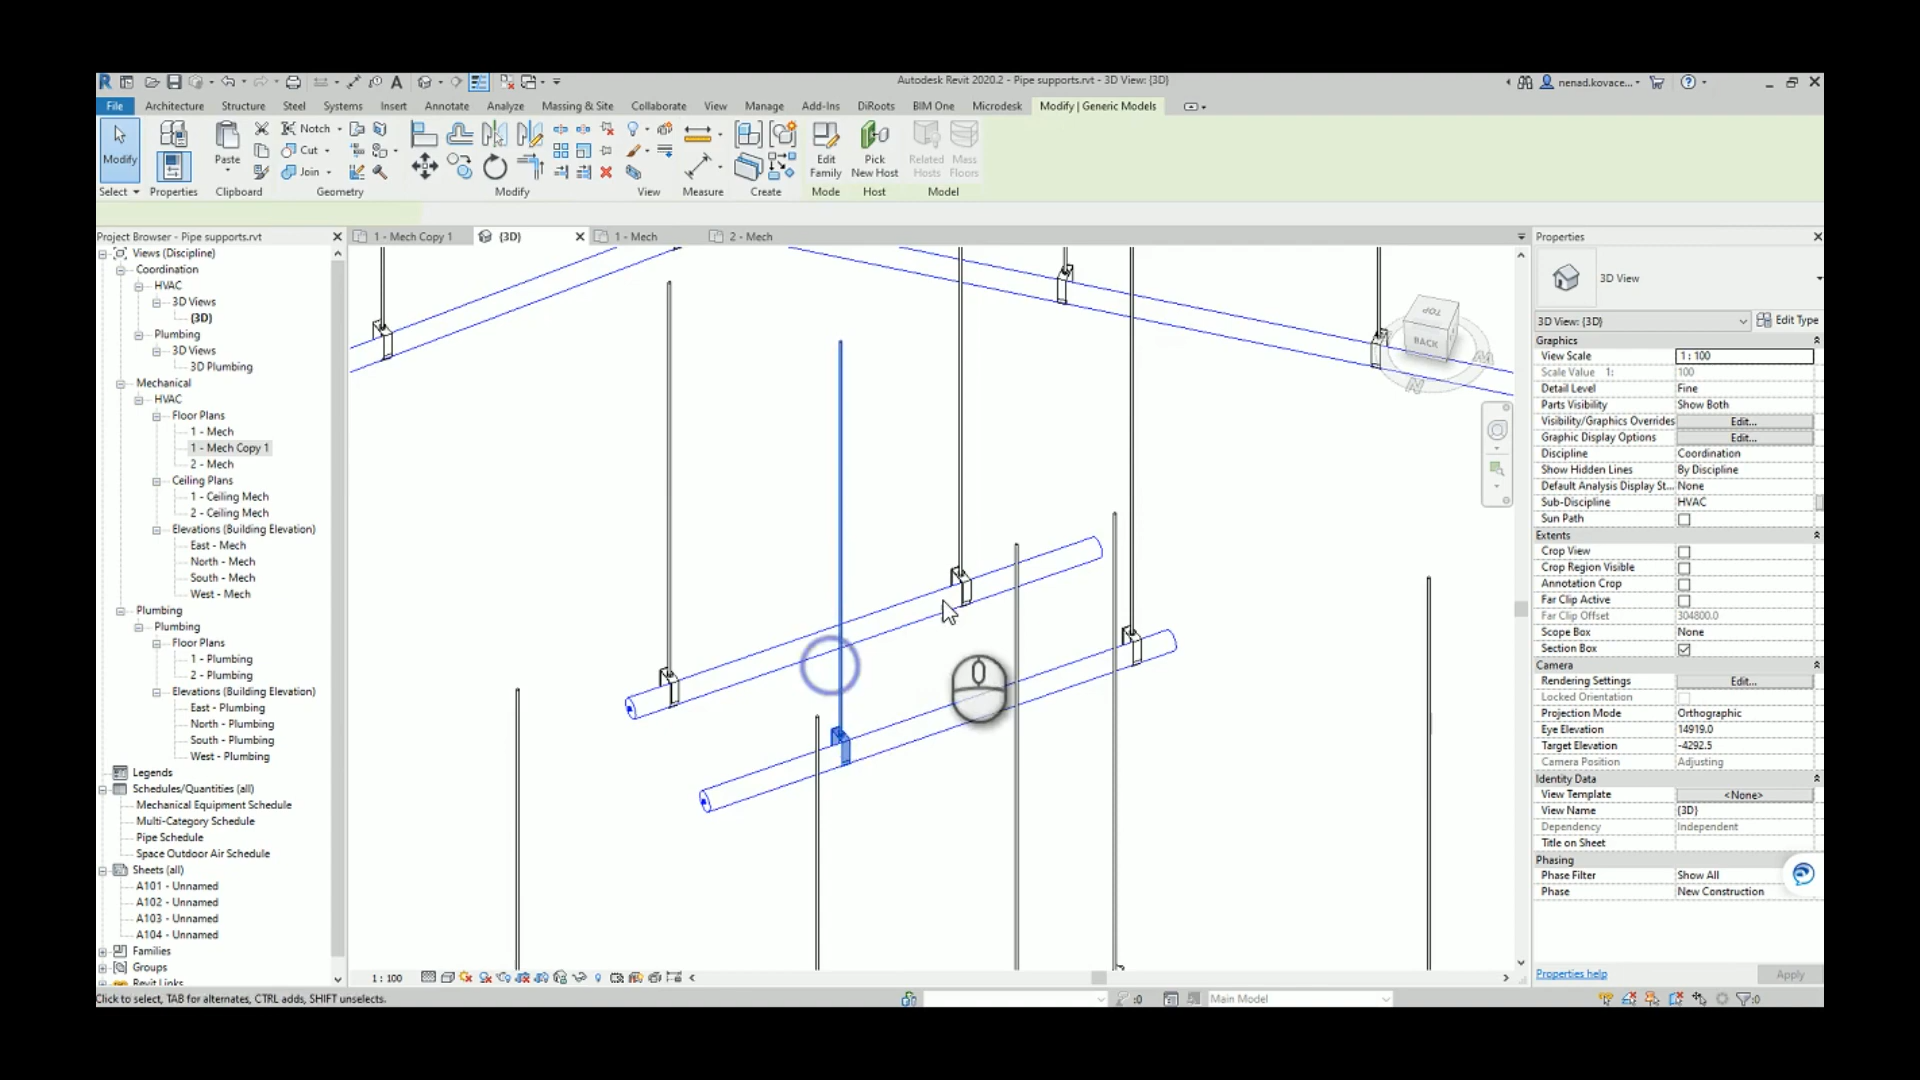 Autodesk Revit 2020.2 - Pipe supports.rvt - 3D View: {3D}
nenad.kovace...
File Architecture Structure Steel Systems Insert Annotate Analyze Massing & Site Collaborate View Manage Add-Ins DiRoots BIM One Microdesk Modify | Generic Models
Modify
Paste
Notch
Cut
Join
Edit Family
Pick New Host
Related Hosts
Mass Floors
Select Properties Clipboard Geometry Modify View Measure Create Mode Host Model
Project Browser - Pipe supports.rvt
1 - Mech Copy 1
{3D}
1 - Mech
2 - Mech
Views (Discipline)
Coordination
HVAC
3D Views
{3D}
Plumbing
3D Views
3D Plumbing
Mechanical
HVAC
Floor Plans
1 - Mech
1 - Mech Copy 1
2 - Mech
Ceiling Plans
1 - Ceiling Mech
2 - Ceiling Mech
Elevations (Building Elevation)
East - Mech
North - Mech
South - Mech
West - Mech
Plumbing
Plumbing
Floor Plans
1 - Plumbing
2 - Plumbing
Elevations (Building Elevation)
East - Plumbing
North - Plumbing
South - Plumbing
West - Plumbing
Legends
Schedules/Quantities (all)
Mechanical Equipment Schedule
Multi-Category Schedule
Pipe Schedule
Space Outdoor Air Schedule
Sheets (all)
A101 - Unnamed
A102 - Unnamed
A103 - Unnamed
A104 - Unnamed
Families
Groups
Revit Links
TOP
BACK
N
1 : 100
Properties
3D View
3D View: {3D} Edit Type
Graphics
View Scale 1 : 100
Scale Value 1: 100
Detail Level Fine
Parts Visibility Show Both
Visibility/Graphics Overrides Edit...
Graphic Display Options Edit...
Discipline Coordination
Show Hidden Lines By Discipline
Default Analysis Display St... None
Sub-Discipline HVAC
Sun Path
Extents
Crop View
Crop Region Visible
Annotation Crop
Far Clip Active
Far Clip Offset 304800.0
Scope Box None
Section Box
Camera
Rendering Settings Edit...
Locked Orientation
Projection Mode Orthographic
Eye Elevation 14919.0
Target Elevation -4292.5
Camera Position Adjusting
Identity Data
View Template <None>
View Name {3D}
Dependency Independent
Title on Sheet
Phasing
Phase Filter Show All
Phase New Construction
Properties help Apply
Click to select, TAB for alternates, CTRL adds, SHIFT unselects.
:0
Main Model
:0